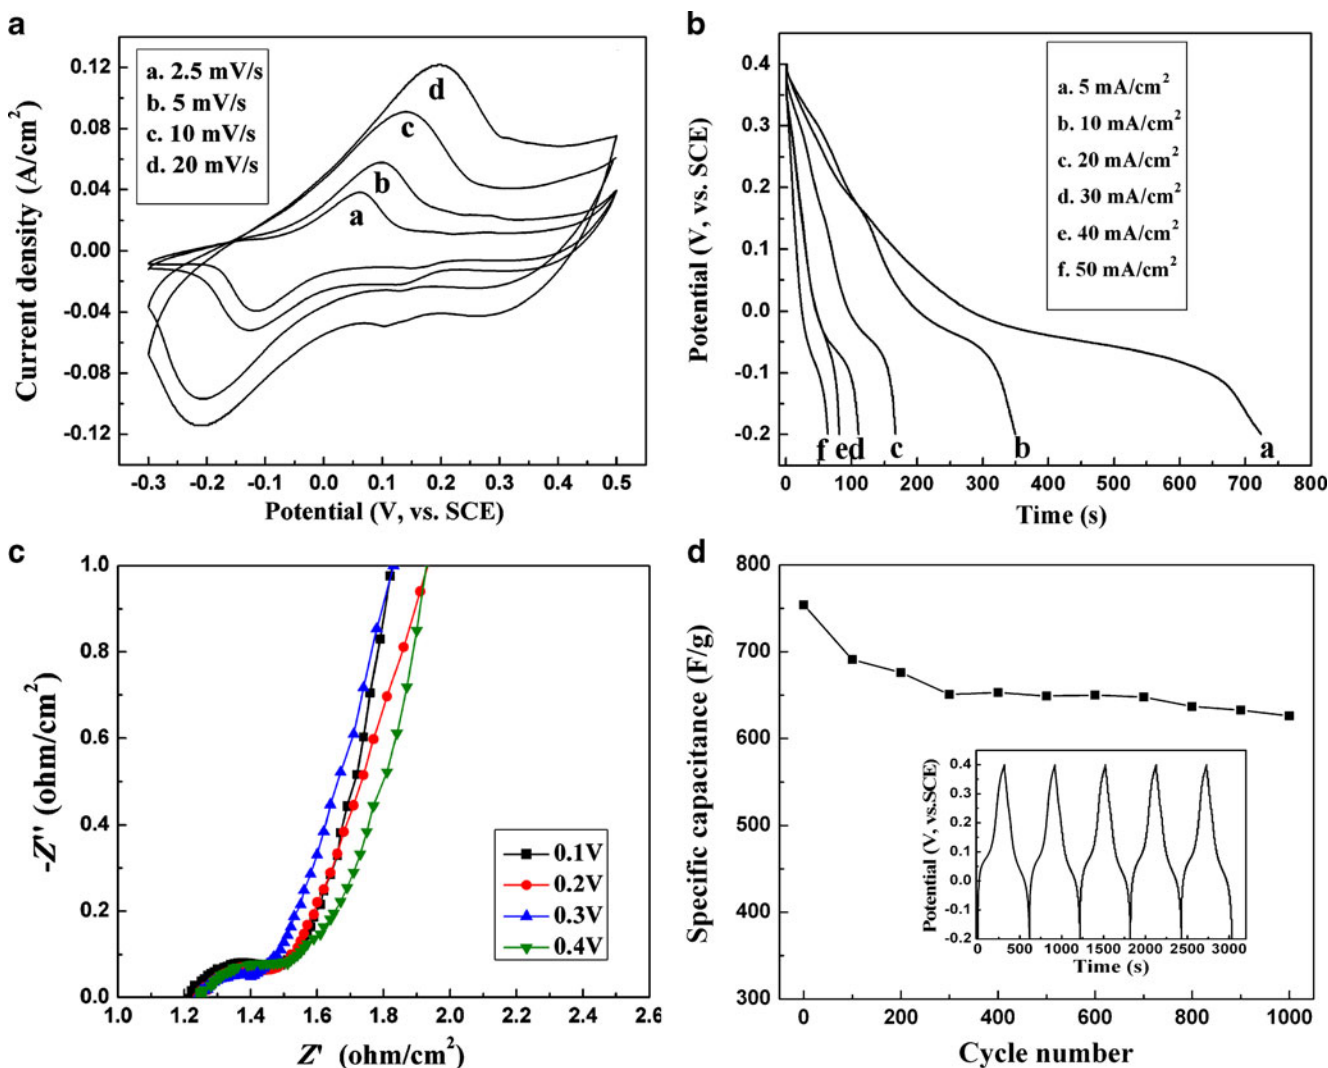 a
a. 2.5 mV/s
b. 5 mV/s
c. 10 mV/s
d. 20 mV/s
d
c
b
a
0.12
0.08
0.04
0.00
-0.04
-0.08
-0.12
-0.3 -0.2 -0.1 0.0 0.1 0.2 0.3 0.4 0.5
Current density (A/cm²)
Potential (V, vs. SCE)
b
a. 5 mA/cm²
b. 10 mA/cm²
c. 20 mA/cm²
d. 30 mA/cm²
e. 40 mA/cm²
f. 50 mA/cm²
0.4
0.3
0.2
0.1
0.0
-0.1
-0.2
f e d c b a
0 100 200 300 400 500 600 700 800
Potential (V, vs. SCE)
Time (s)
c
1.0
0.8
0.6
0.4
0.2
0.0
1.0 1.2 1.4 1.6 1.8 2.0 2.2 2.4 2.6
0.1V
0.2V
0.3V
0.4V
-Z'' (ohm/cm²)
Z' (ohm/cm²)
d
800
750
700
650
600
550
500
450
400
350
300
0 200 400 600 800 1000
Specific capacitance (F/g)
Cycle number
0.4
0.3
0.2
0.1
0.0
-0.1
-0.2
0 500 1000 1500 2000 2500 3000
Potential (V, vs.SCE)
Time (s)